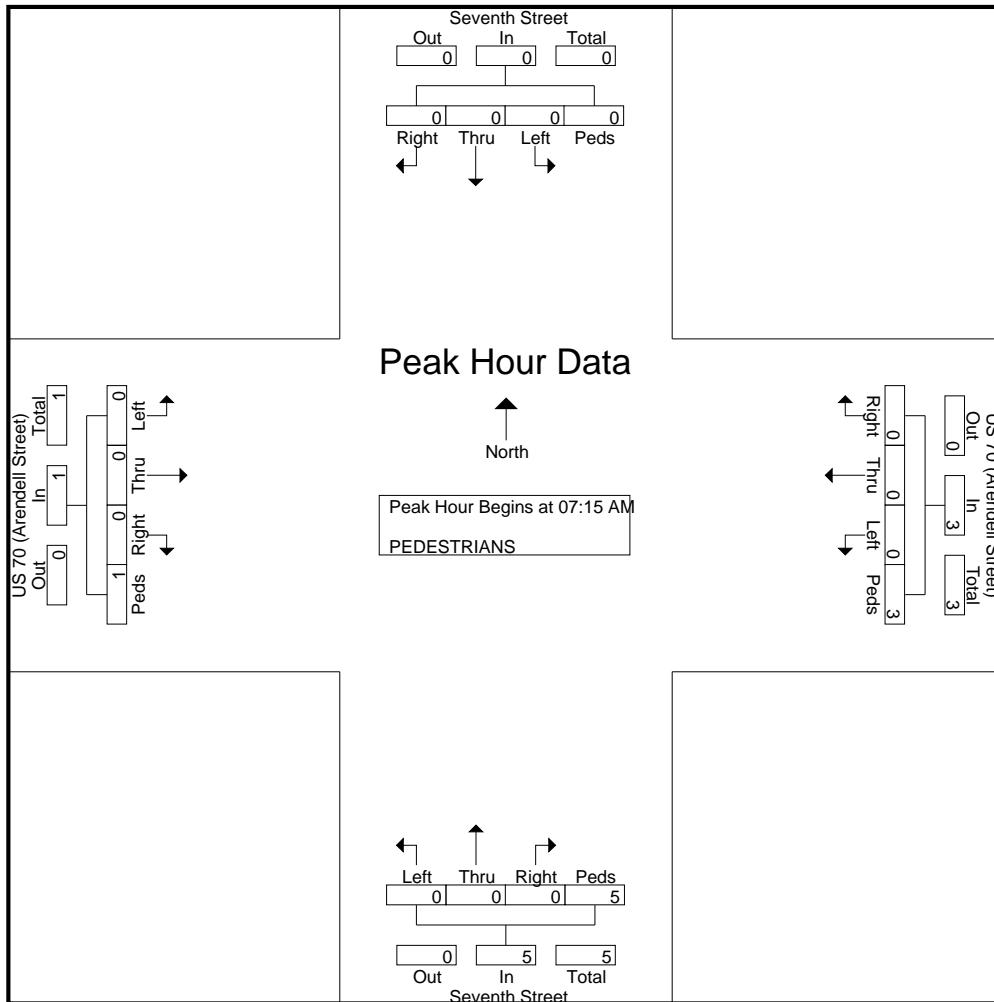 Seventh Street
Out In Total
0 0 0
0 0 0 0
Right Thru Left Peds
Peak Hour Data
North
Peak Hour Begins at 07:15 AM
PEDESTRIANS
US 70 (Arendell Street)
Out In Total
0 1 1
1 0 0 0
Peds Right Thru Left
US 70 (Arendell Street)
Out In Total
0 3 3
0 0 0 3
Right Thru Left Peds
Left Thru Right Peds
0 0 0 5
0 5 5
Out In Total
Seventh Street